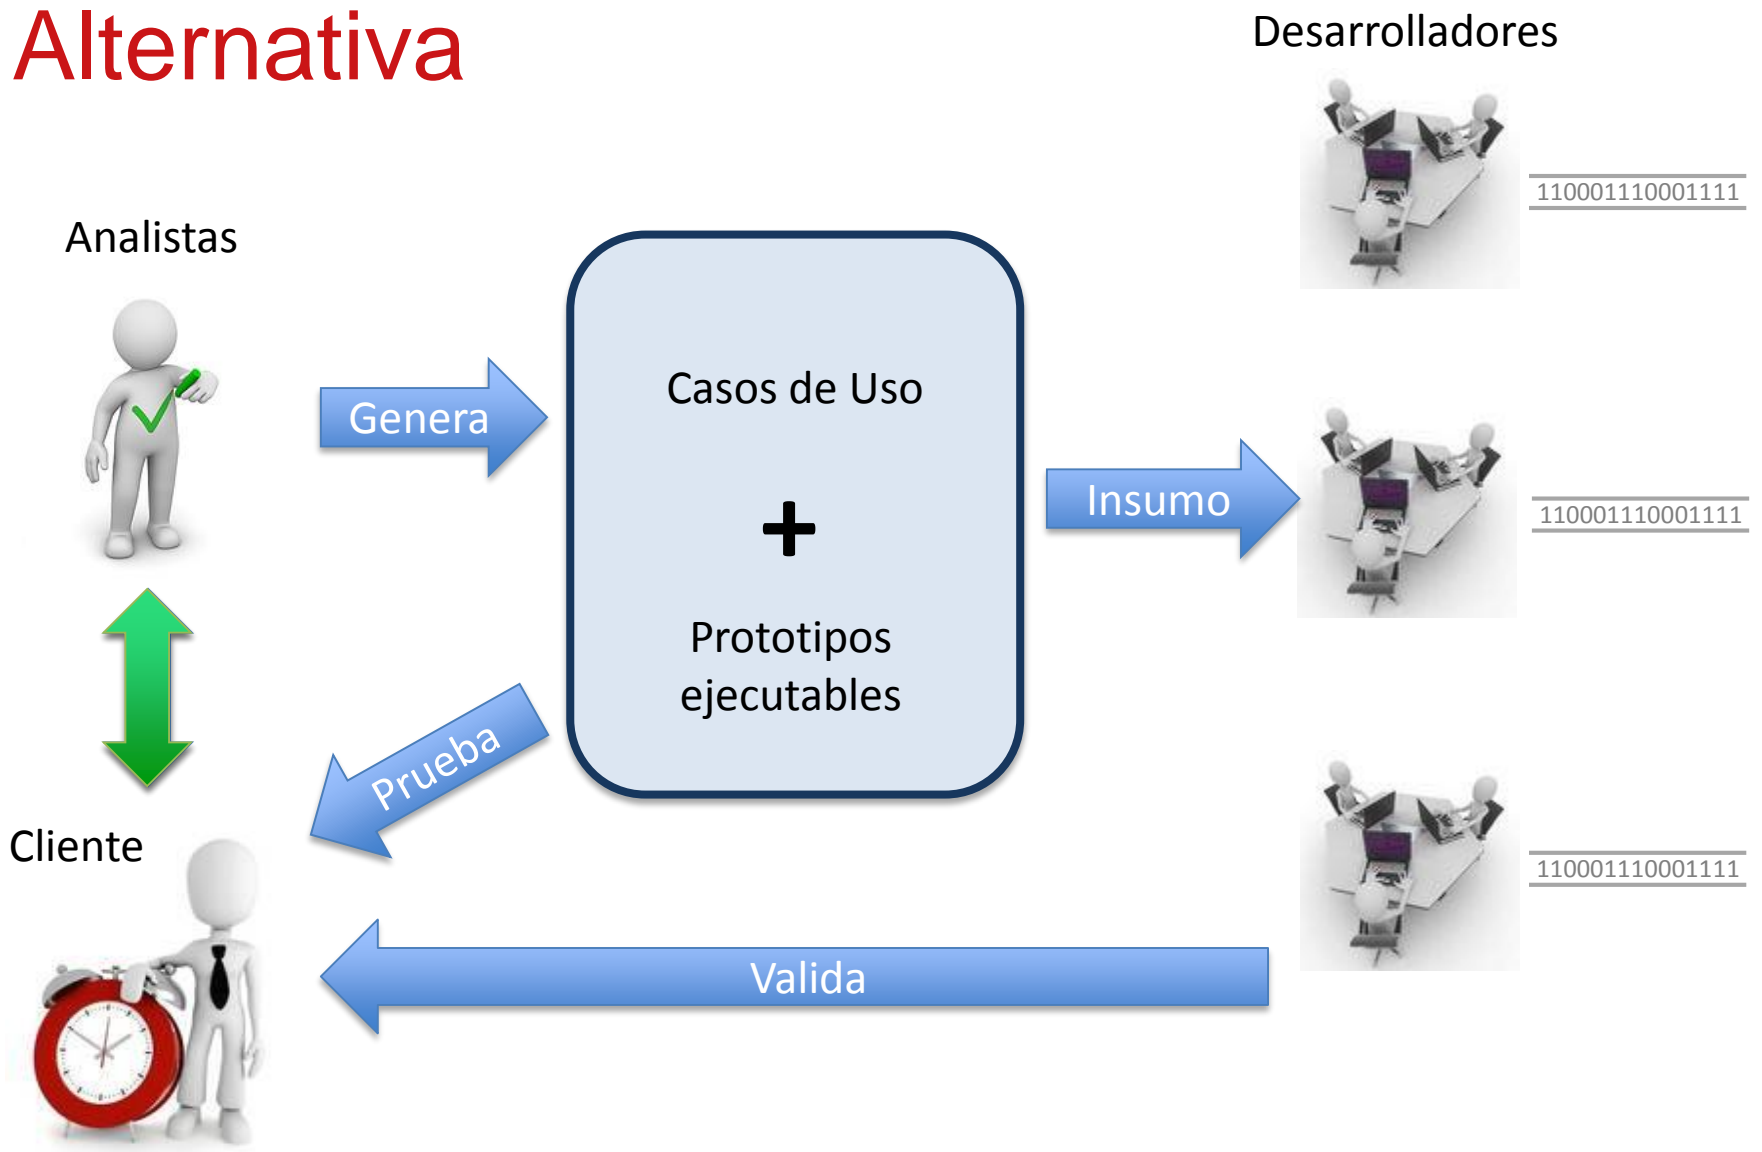 Alternativa
Desarrolladores
110001110001111
Analistas
Genera
Casos de Uso
+
Insumo
110001110001111
Prototipos
ejecutables
Prueba
Cliente
110001110001111
Valida